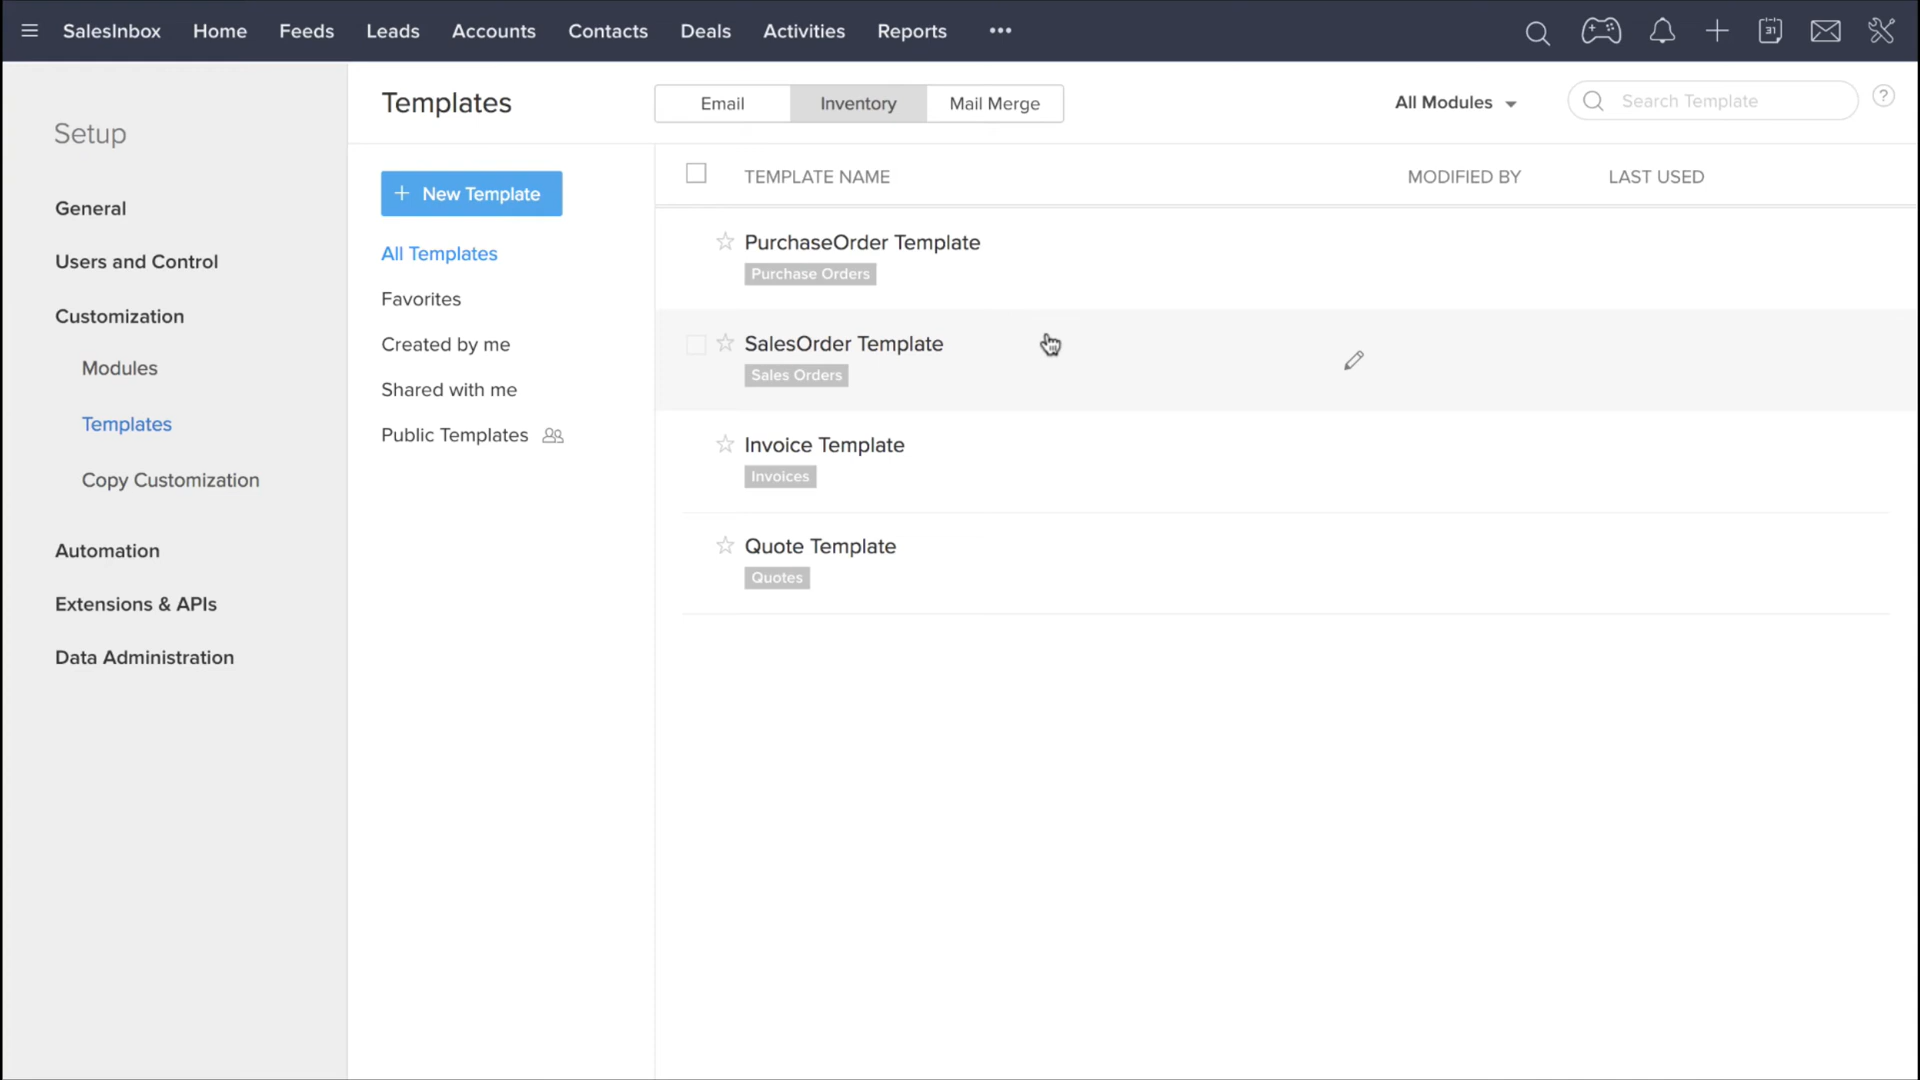 SalesInbox Home Feeds Leads Accounts Contacts Deals Activities Reports
31
Setup
General
Users and Control
Customization
Modules
Templates
Copy Customization
Automation
Extensions & APIs
Data Administration
Templates
Email Inventory Mail Merge
All Modules
Search Template
?
+ New Template
All Templates
Favorites
Created by me
Shared with me
Public Templates
TEMPLATE NAME MODIFIED BY LAST USED
PurchaseOrder Template
Purchase Orders
SalesOrder Template
Sales Orders
Invoice Template
Invoices
Quote Template
Quotes